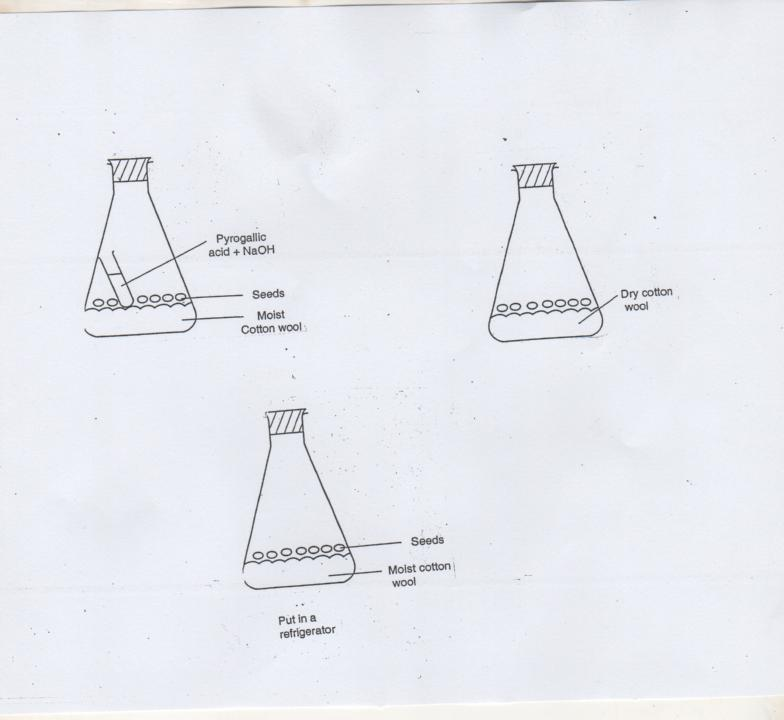 Pyrogallic
acid + NaOH
Seeds
Moist
Cotton wool
Dry cotton
wool
Seeds
Moist cotton
wool
Put in a
refrigerator